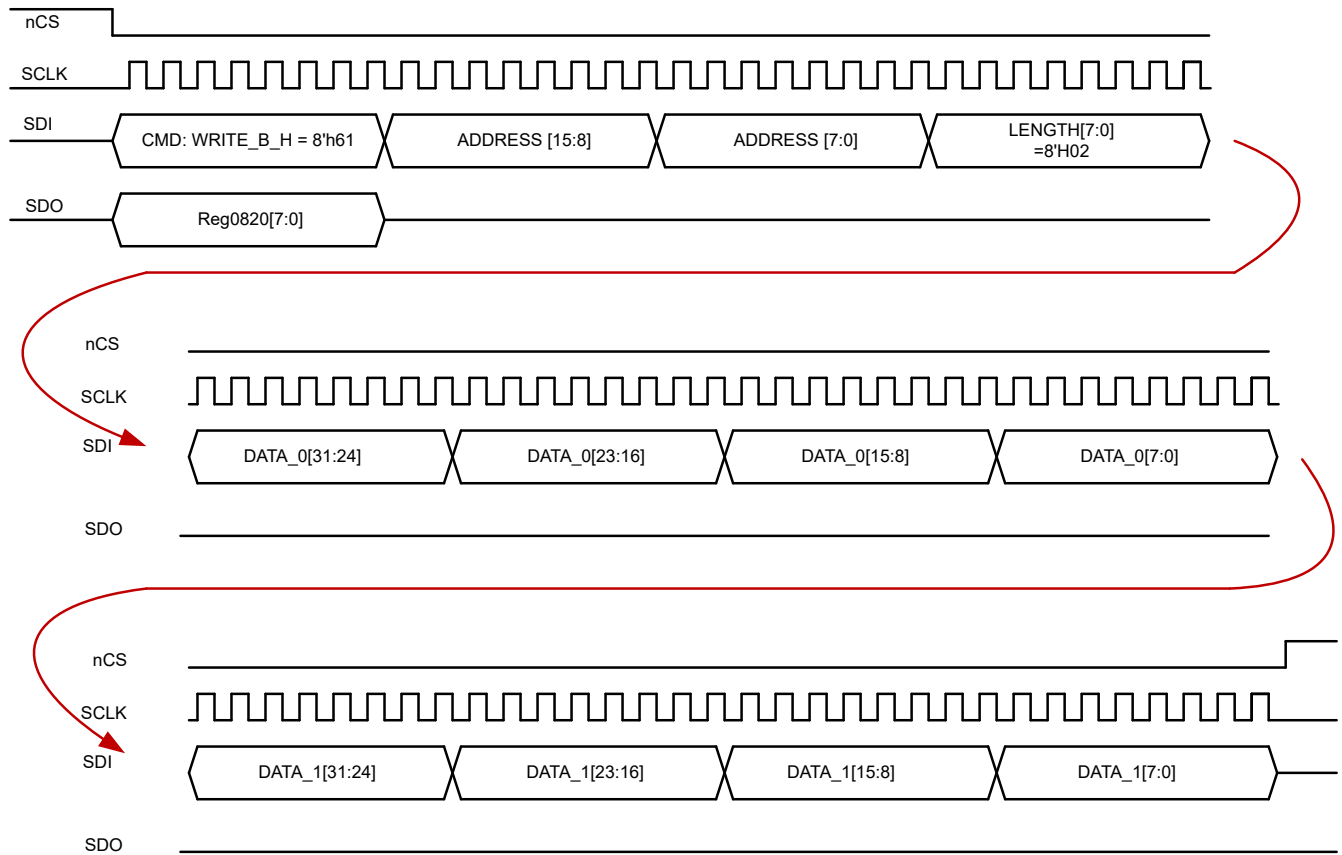 nCS
SCLK
SDI
CMD: WRITE_B_H = 8'h61
ADDRESS [15:8]
ADDRESS [7:0]
LENGTH[7:0]
=8'H02
SDO
Reg0820[7:0]
nCS
SCLK
SDI
DATA_0[31:24]
DATA_0[23:16]
DATA_0[15:8]
DATA_0[7:0]
SDO
nCS
SCLK
SDI
DATA_1[31:24]
DATA_1[23:16]
DATA_1[15:8]
DATA_1[7:0]
SDO